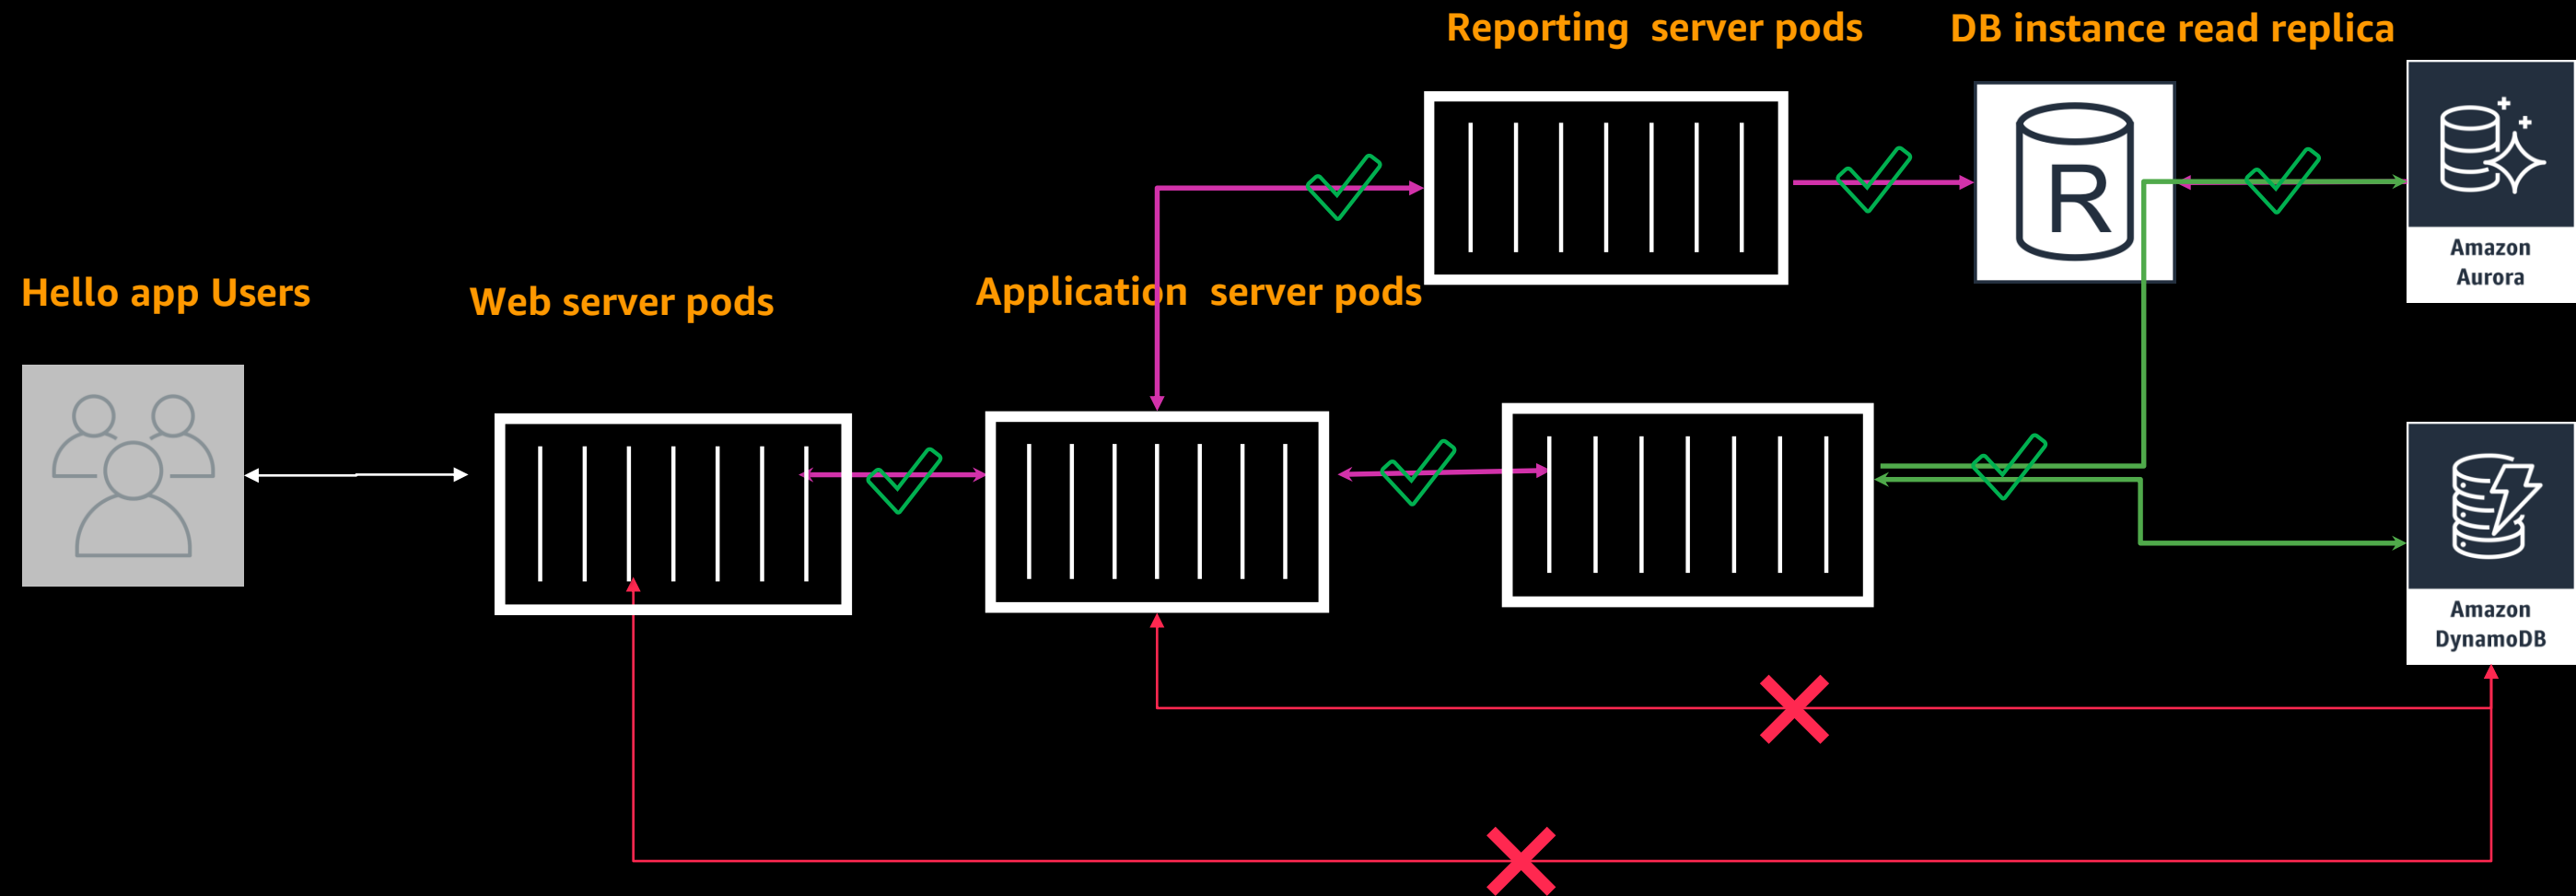 Reporting  server pods
DB instance read replica
Amazon
Aurora
Hello app Users
Web server pods
Application  server pods
R
Amazon
DynamoDB